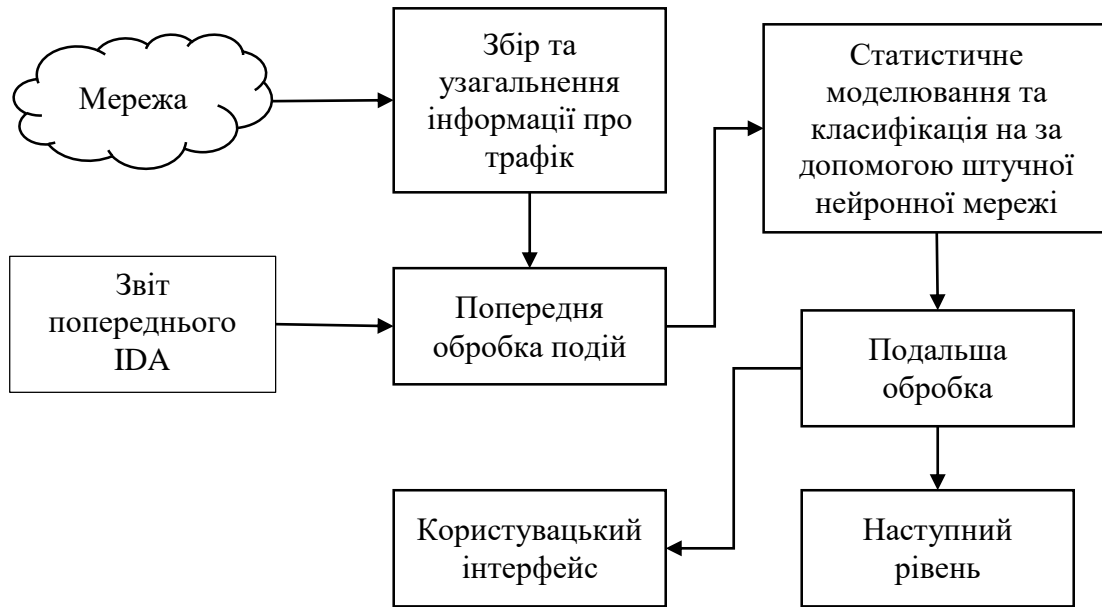 Мережа
Збір та
узагальнення
інформації про
трафік
Статистичне
моделювання та
класифікація на за
допомогою штучної
нейронної мережі
Звіт
попереднього
IDA
Попередня
обробка подій
Подальша
обробка
Користувацький
інтерфейс
Наступний
рівень